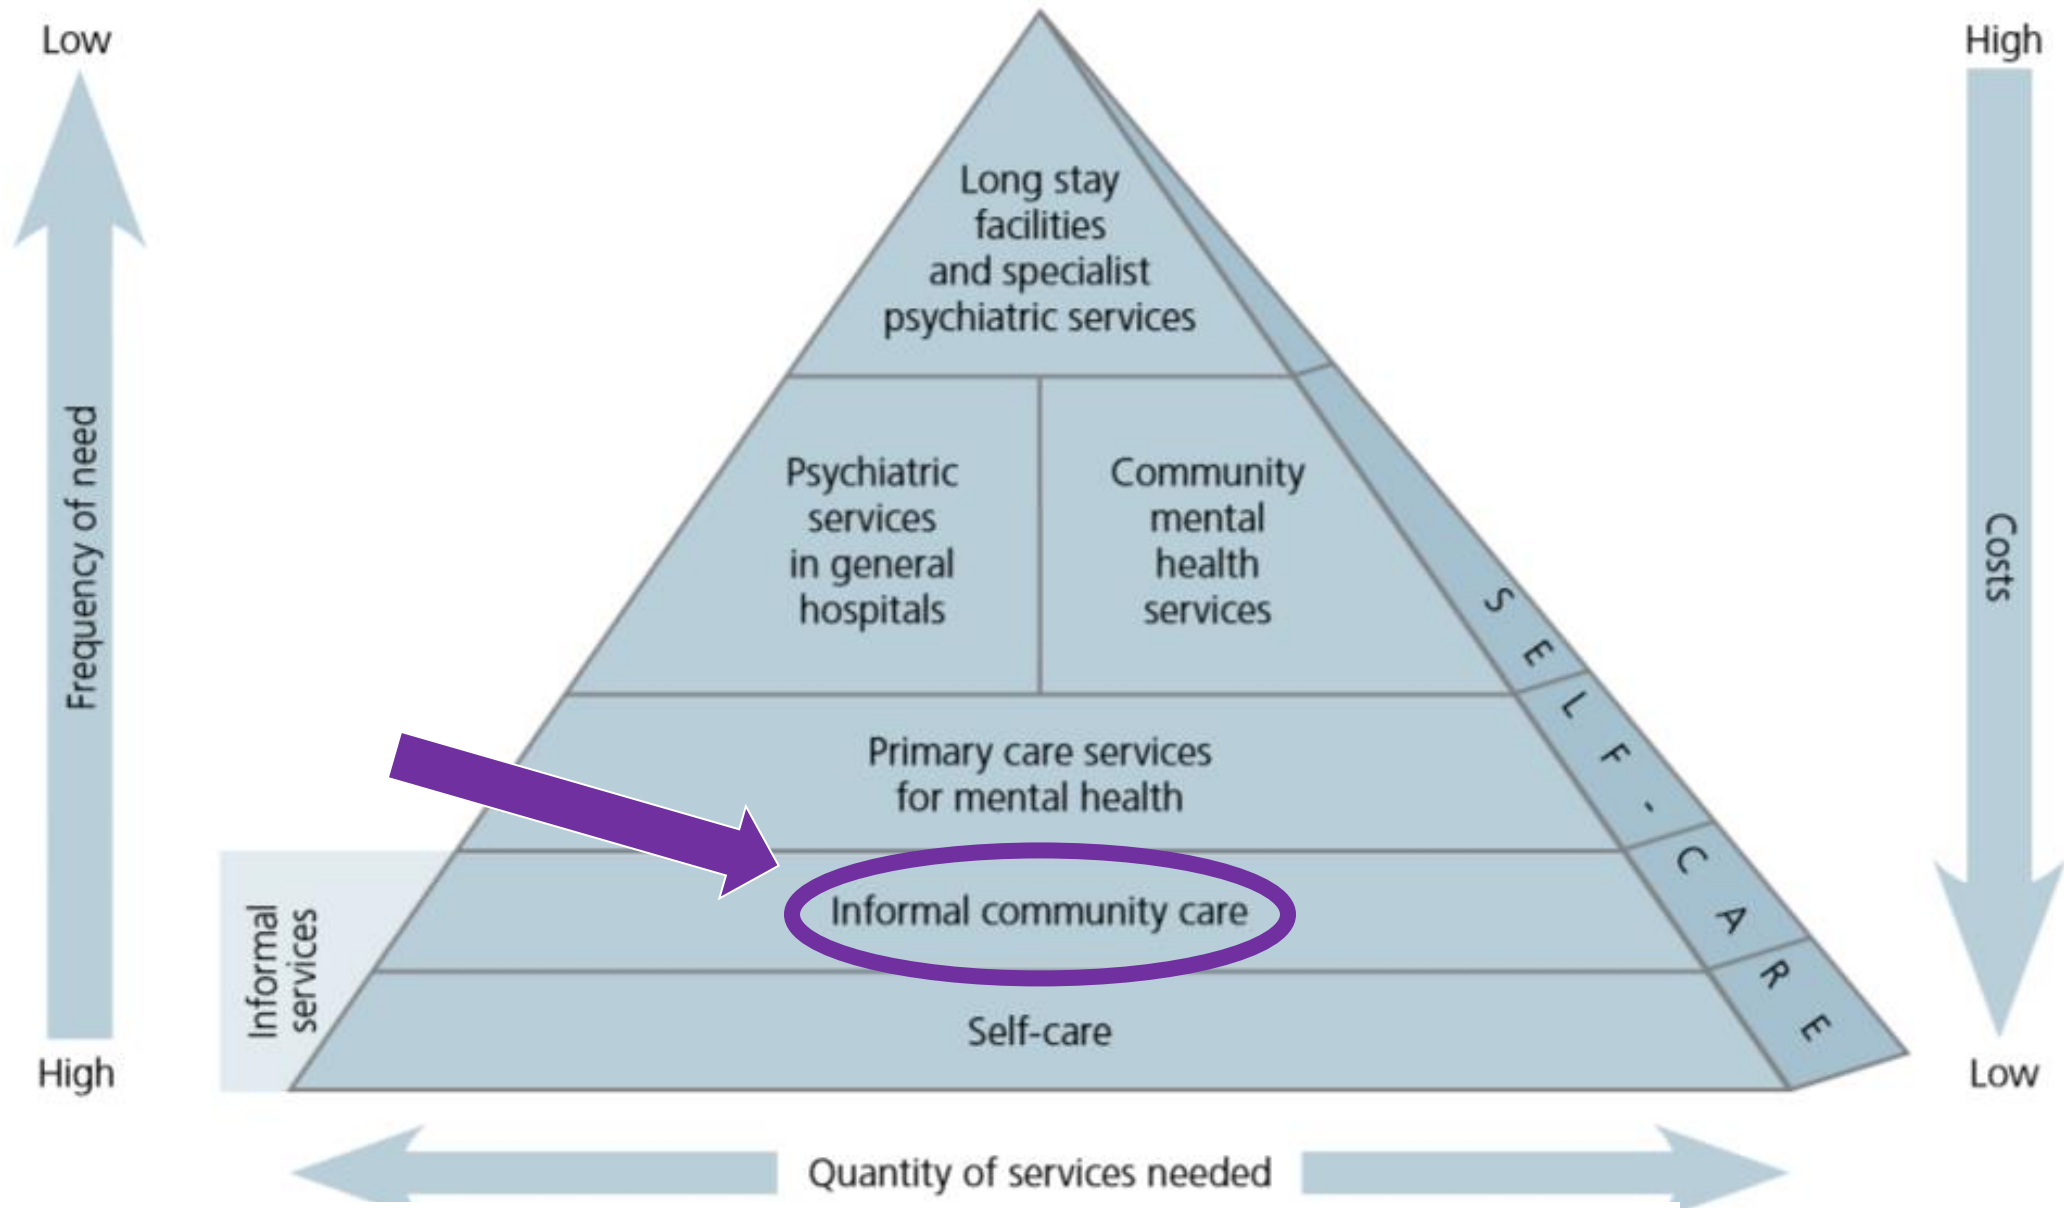 Low
High
Long stay
facilities
and specialist
psychiatric services
Frequency of need
Psychiatric
services
in general
hospitals
Community
mental
health
services
Costs
SELF-CARE
Primary care services
for mental health
Informal
services
Informal community care
Self-care
High
Low
Quantity of services needed